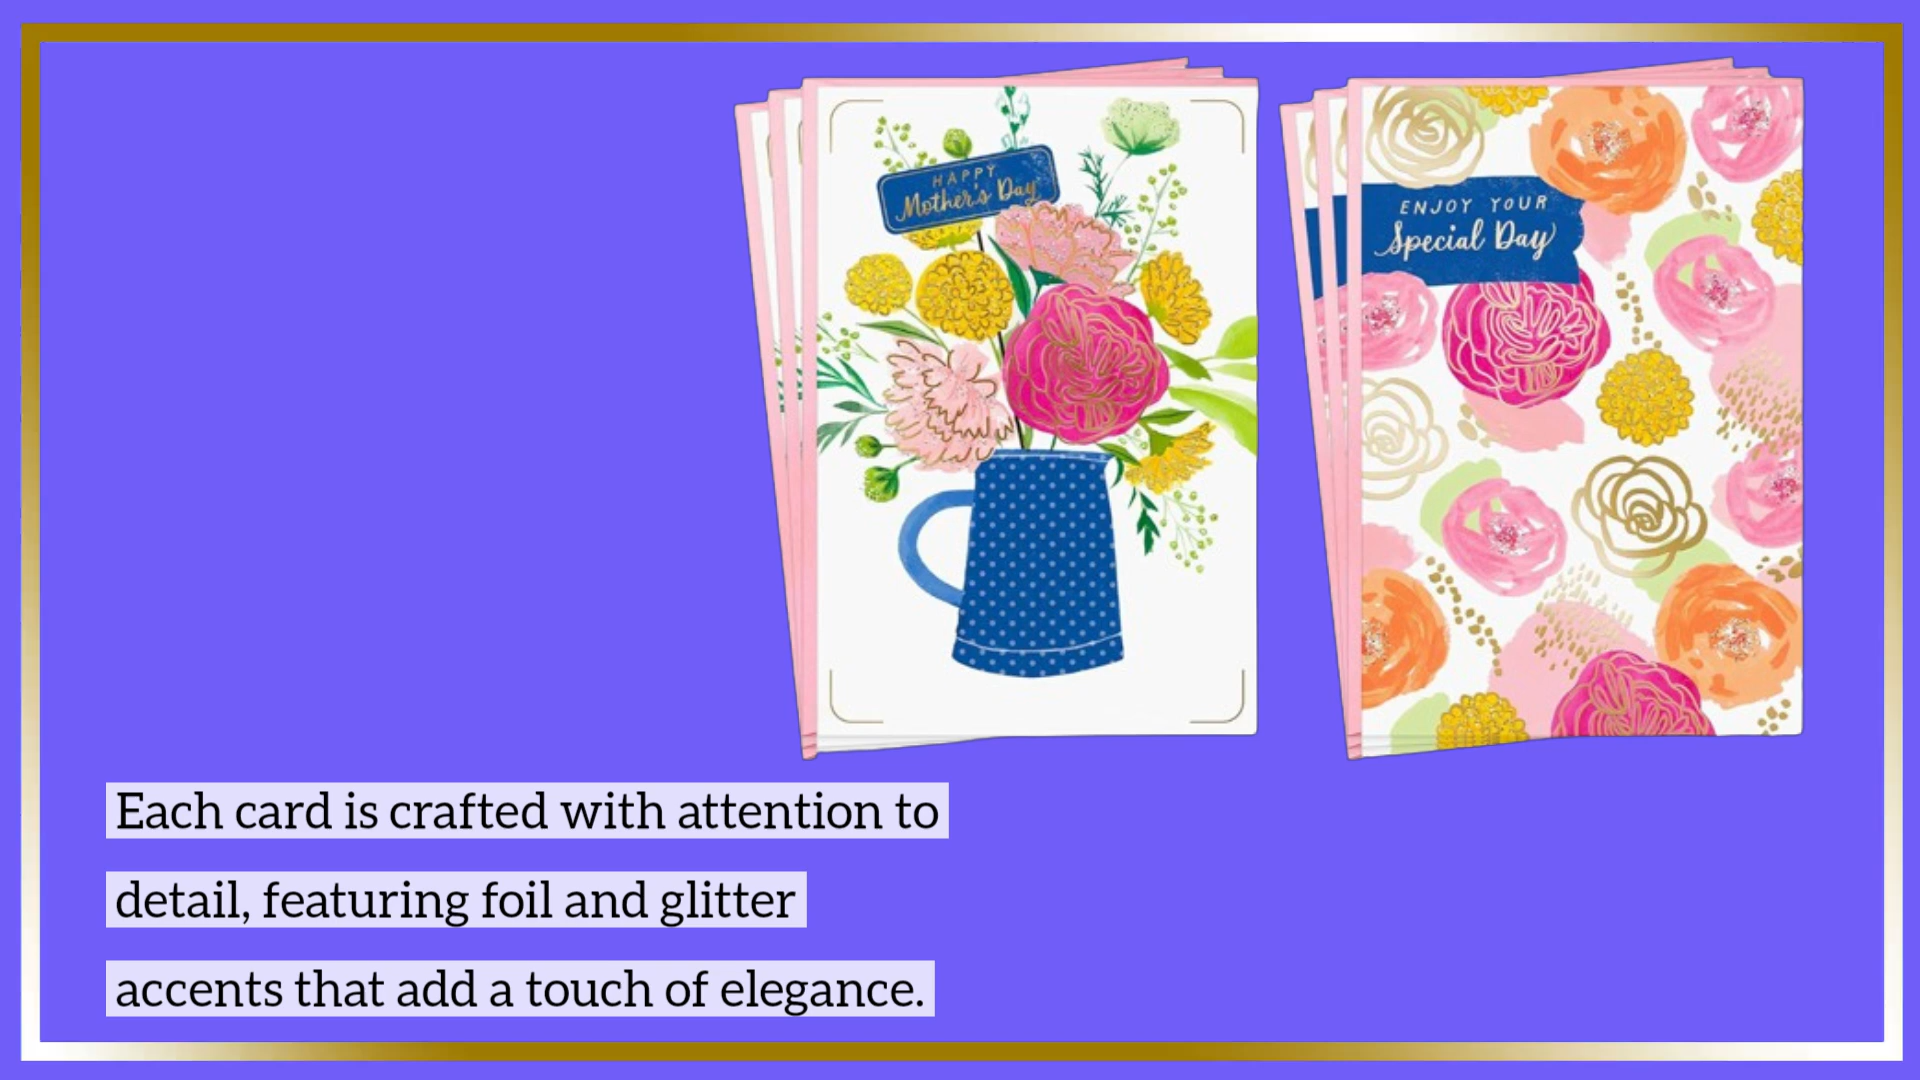 HAPPY
Mother's Day
ENJOY YOUR
Special Day
Each card is crafted with attention to
detail, featuring foil and glitter
accents that add a touch of elegance.